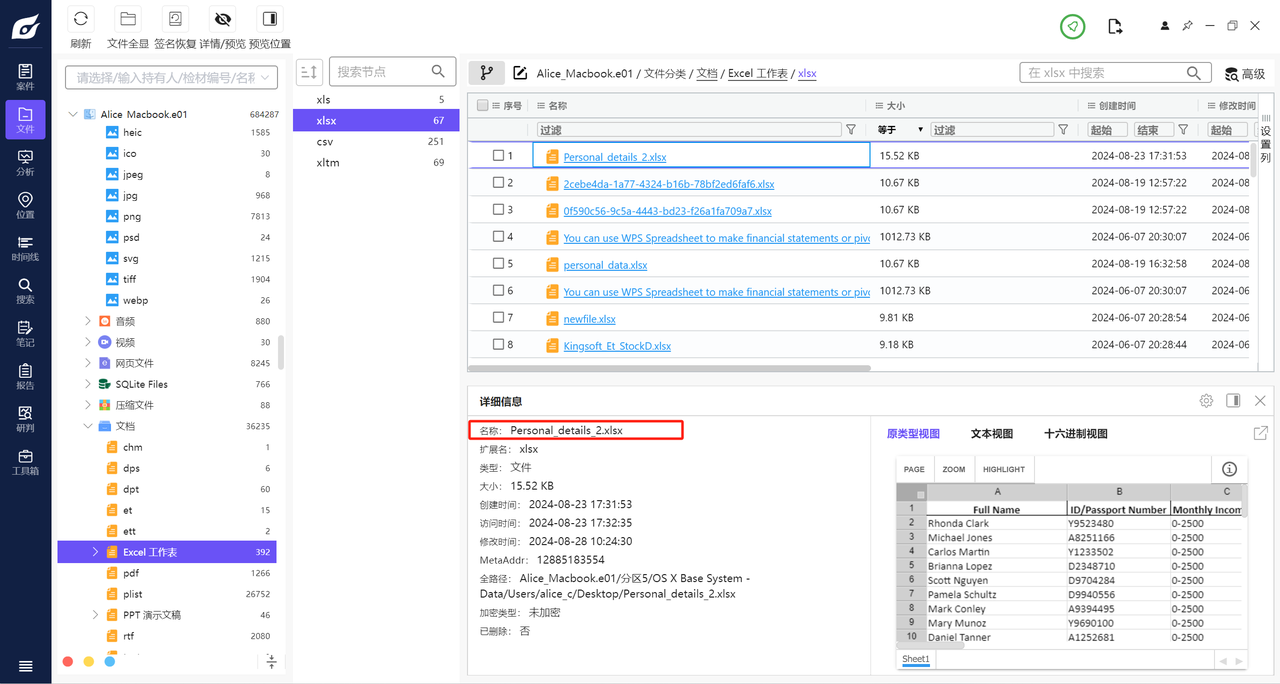 刷新
文件全显
签名恢复
详情/预览
预览位置
案件
文件
分析
位置
时间线
搜索
笔记
报告
研判
工具箱
请选择/输入持有人/检材编号/名称
Alice_Macbook.e01 684287
heic 1585
ico 30
jpeg 8
jpg 968
png 7813
psd 24
svg 1215
tiff 1904
webp 26
音频 880
视频 30
网页文件 8245
SQLite Files 766
压缩文件 88
文档 36235
chm 1
dps 6
dpt 60
et 15
ett 2
Excel 工作表 392
pdf 1266
plist 26752
PPT 演示文稿 46
rtf 2080
搜索节点
xls 5
xlsx 67
csv 251
xltm 69
Alice_Macbook.e01 / 文件分类 / 文档 / Excel 工作表 / xlsx
在 xlsx 中搜索
高级
序号 名称 大小 创建时间 修改时间
过滤 等于 过滤 起始 结束 起始
设置列
1 Personal_details_2.xlsx 15.52 KB 2024-08-23 17:31:53 2024-08
2 2cebe4da-1a77-4324-b16b-78bf2ed6faf6.xlsx 10.67 KB 2024-08-19 12:57:22 2024-08
3 0f590c56-9c5a-4443-bd23-f26a1fa709a7.xlsx 10.67 KB 2024-08-19 12:57:22 2024-08
4 You can use WPS Spreadsheet to make financial statements or pivo 1012.73 KB 2024-06-07 20:30:07 2024-06
5 personal_data.xlsx 10.67 KB 2024-08-19 16:32:58 2024-08
6 You can use WPS Spreadsheet to make financial statements or pivo 1012.73 KB 2024-06-07 20:30:07 2024-06
7 newfile.xlsx 9.81 KB 2024-06-07 20:28:54 2024-06
8 Kingsoft_Et_StockD.xlsx 9.18 KB 2024-06-07 20:28:44 2024-06
详细信息
名称: Personal_details_2.xlsx
扩展名: xlsx
类型: 文件
大小: 15.52 KB
创建时间: 2024-08-23 17:31:53
访问时间: 2024-08-23 17:32:35
修改时间: 2024-08-28 10:24:30
MetaAddr: 12885183554
全路径: Alice_Macbook.e01/分区5/OS X Base System -
Data/Users/alice_c/Desktop/Personal_details_2.xlsx
加密类型: 未加密
已删除: 否
原类型视图 文本视图 十六进制视图
PAGE ZOOM HIGHLIGHT
A B C
1 Full Name ID/Passport Number Monthly Incom
2 Rhonda Clark Y9523480 0-2500
3 Michael Jones A8251166 0-2500
4 Carlos Martin Y1233502 0-2500
5 Brianna Lopez D2348710 0-2500
6 Scott Nguyen D9704284 0-2500
7 Pamela Schultz D9940556 0-2500
8 Mark Conley A9394495 0-2500
9 Mary Munoz Y9690100 0-2500
10 Daniel Tanner A1252681 0-2500
Sheet1